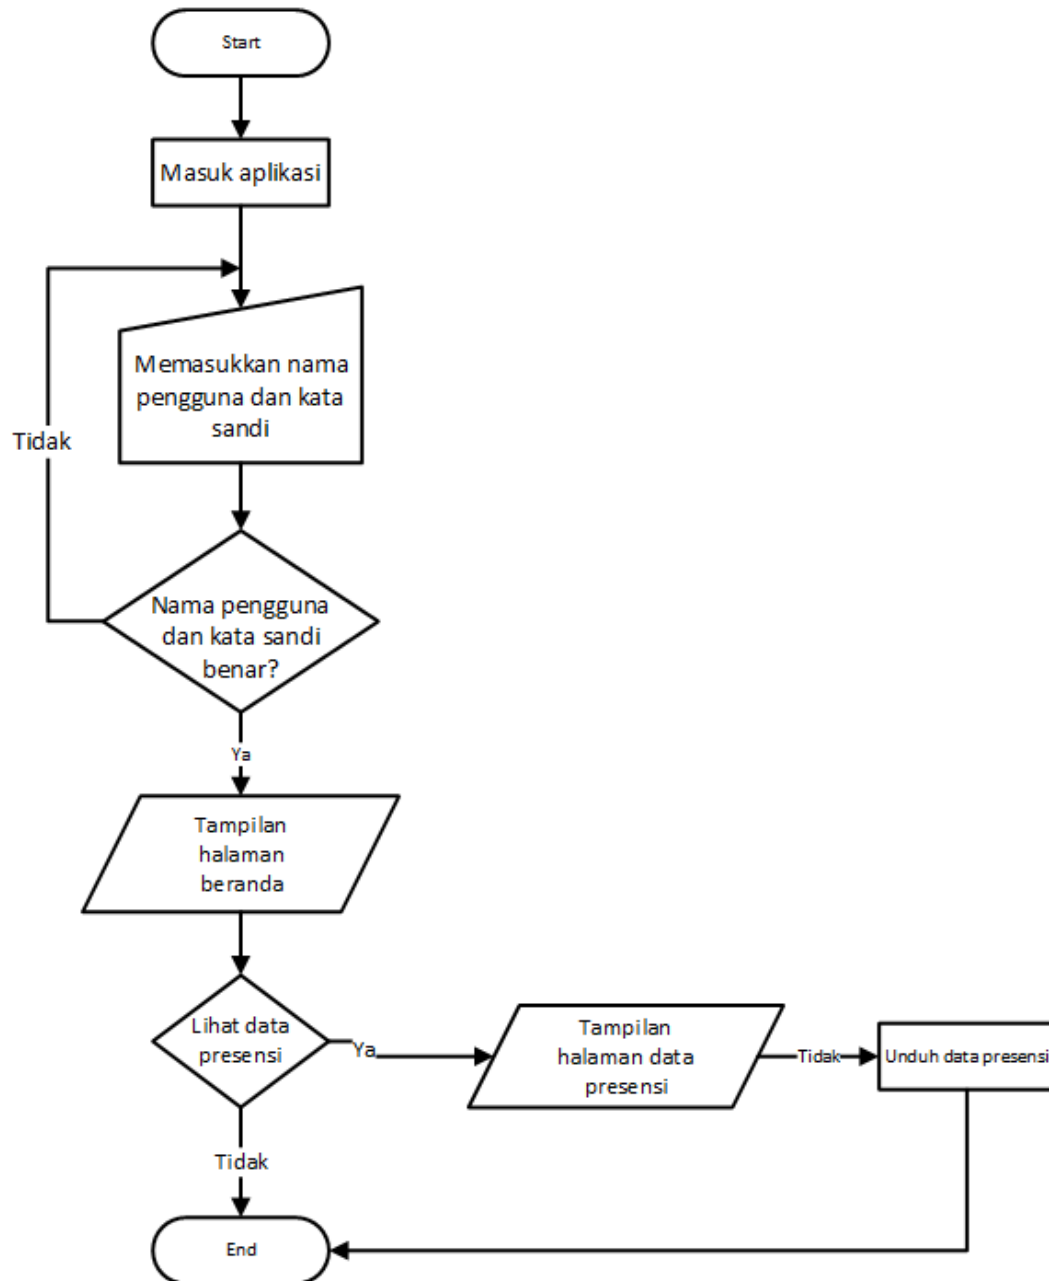 Start
Masuk aplikasi
Memasukkan nama
pengguna dan kata
sandi
Tidak
Nama pengguna
dan kata sandi
benar?
Ya
Tampilan
halaman
beranda
Lihat data
presensi
Ya
Tampilan
halaman data
presensi
Tidak
Unduh data presensi
Tidak
End